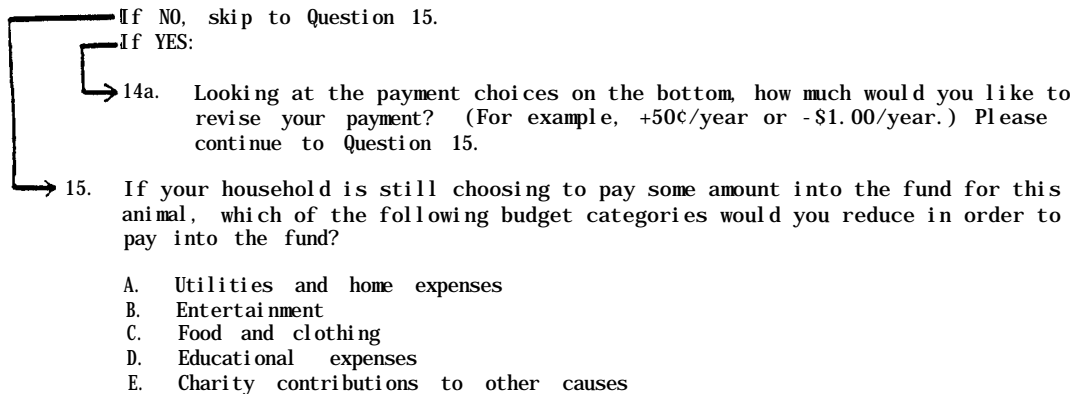 If NO, skip to Question 15.
If YES:
14a. Looking at the payment choices on the bottom, how much would you like to
revise your payment? (For example, +50¢/year or -$1.00/year.) Please
continue to Question 15.
15. If your household is still choosing to pay some amount into the fund for this
animal, which of the following budget categories would you reduce in order to
pay into the fund?
A. Utilities and home expenses
B. Entertainment
C. Food and clothing
D. Educational expenses
E. Charity contributions to other causes